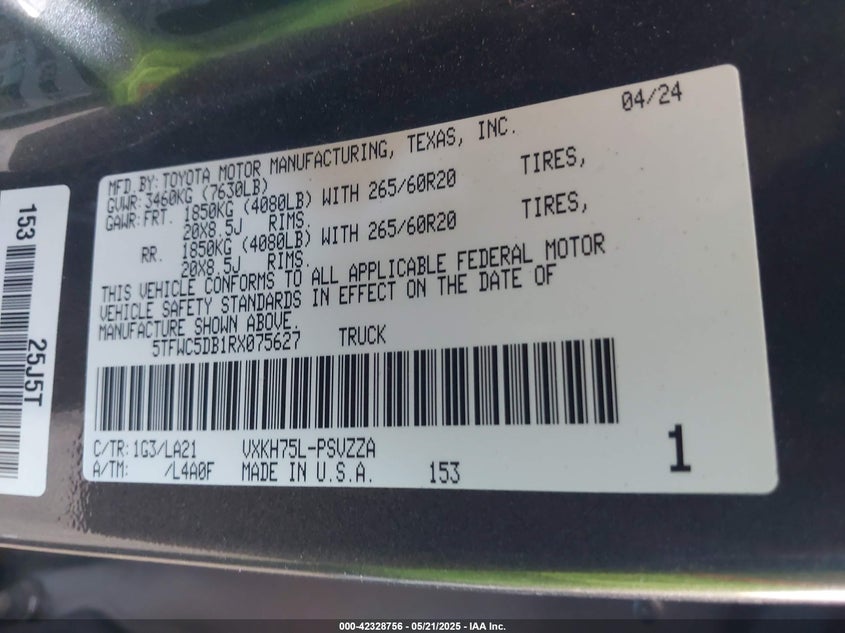 04/24
MFD.BY:TOYOTA MOTOR MANUFACTURING, TEXAS, INC.
GVWR:3460KG (7630LB)
GAWR:FRT. 1850KG (4080LB) WITH 265/60R20 TIRES,
20X8.5J RIMS.
RR. 1850KG (4080LB) WITH 265/60R20 TIRES,
20X8.5J RIMS.
THIS VEHICLE CONFORMS TO ALL APPLICABLE FEDERAL MOTOR
VEHICLE SAFETY STANDARDS IN EFFECT ON THE DATE OF
MANUFACTURE SHOWN ABOVE.
5TFWC5DB1RX075627 TRUCK
C/TR:1G3/LA21 VXKH75L-PSVZZA
A/TM: /L4A0F MADE IN U.S.A. 153
1
153
25J5T
000-42328756 - 05/21/2025 - IAA Inc.